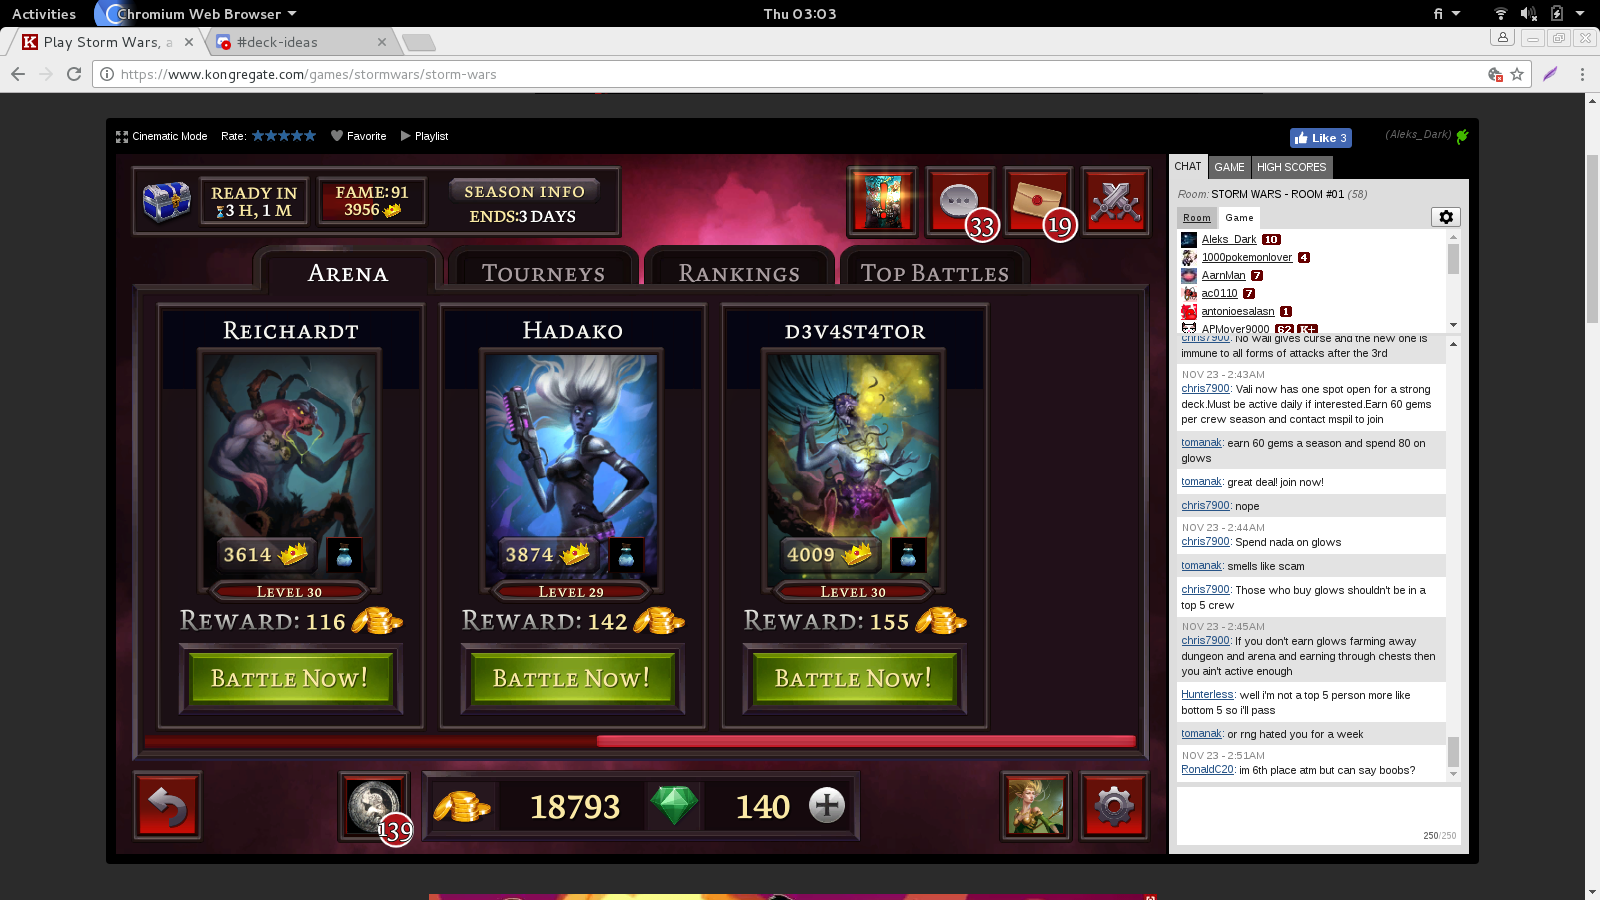 Activities
Chromium Web Browser
Thu 03:03
fi
Play Storm Wars, a
#deck-ideas
https://www.kongregate.com/games/stormwars/storm-wars
Cinematic Mode
Rate:
Favorite
Playlist
Like 3
(Aleks_Dark)
READY IN
3 H, 1 M
FAME:91
3956
SEASON INFO
ENDS:3 DAYS
33
19
ARENA
TOURNEYS
RANKINGS
TOP BATTLES
REICHARDT
3614
LEVEL 30
REWARD: 116
BATTLE NOW!
HADAKO
3874
LEVEL 29
REWARD: 142
BATTLE NOW!
D3V4ST4TOR
4009
LEVEL 30
REWARD: 155
BATTLE NOW!
139
18793
140
CHAT
GAME
HIGH SCORES
Room: STORM WARS - ROOM #01 (58)
Room
Game
Aleks_Dark 10
1000pokemonlover 4
AarnMan 7
ac0110 7
antonioesalasn 1
APMover9000 62 K+
chris7900: No wall gives curse and the new one is
immune to all forms of attacks after the 3rd
NOV 23 - 2:43AM
chris7900: Vali now has one spot open for a strong
deck.Must be active daily if interested.Earn 60 gems
per crew season and contact mspil to join
tomanak: earn 60 gems a season and spend 80 on
glows
tomanak: great deal! join now!
chris7900: nope
NOV 23 - 2:44AM
chris7900: Spend nada on glows
tomanak: smells like scam
chris7900: Those who buy glows shouldn't be in a
top 5 crew
NOV 23 - 2:45AM
chris7900: If you don't earn glows farming away
dungeon and arena and earning through chests then
you ain't active enough
Hunterless: well i'm not a top 5 person more like
bottom 5 so i'll pass
tomanak: or rng hated you for a week
NOV 23 - 2:51AM
RonaldC20: im 6th place atm but can say boobs?
250/250